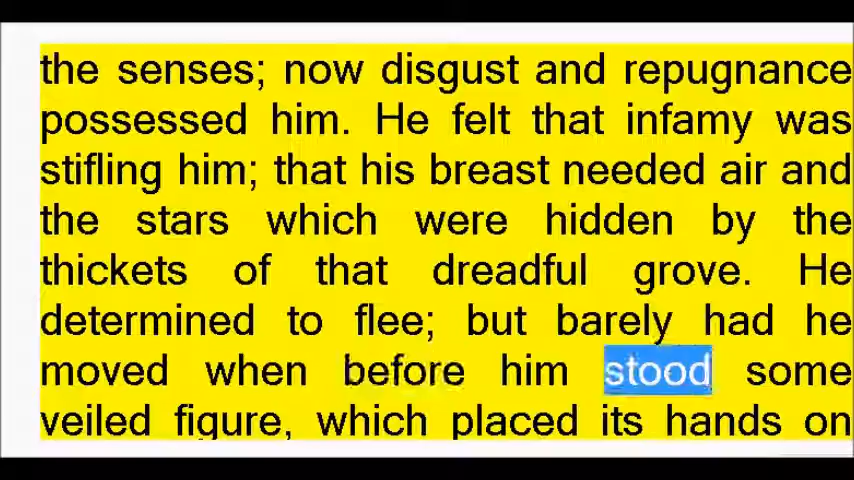 the senses; now disgust and repugnance
possessed him. He felt that infamy was
stifling him; that his breast needed air and
the stars which were hidden by the
thickets of that dreadful grove. He
determined to flee; but barely had he
moved when before him stood some
veiled figure, which placed its hands on